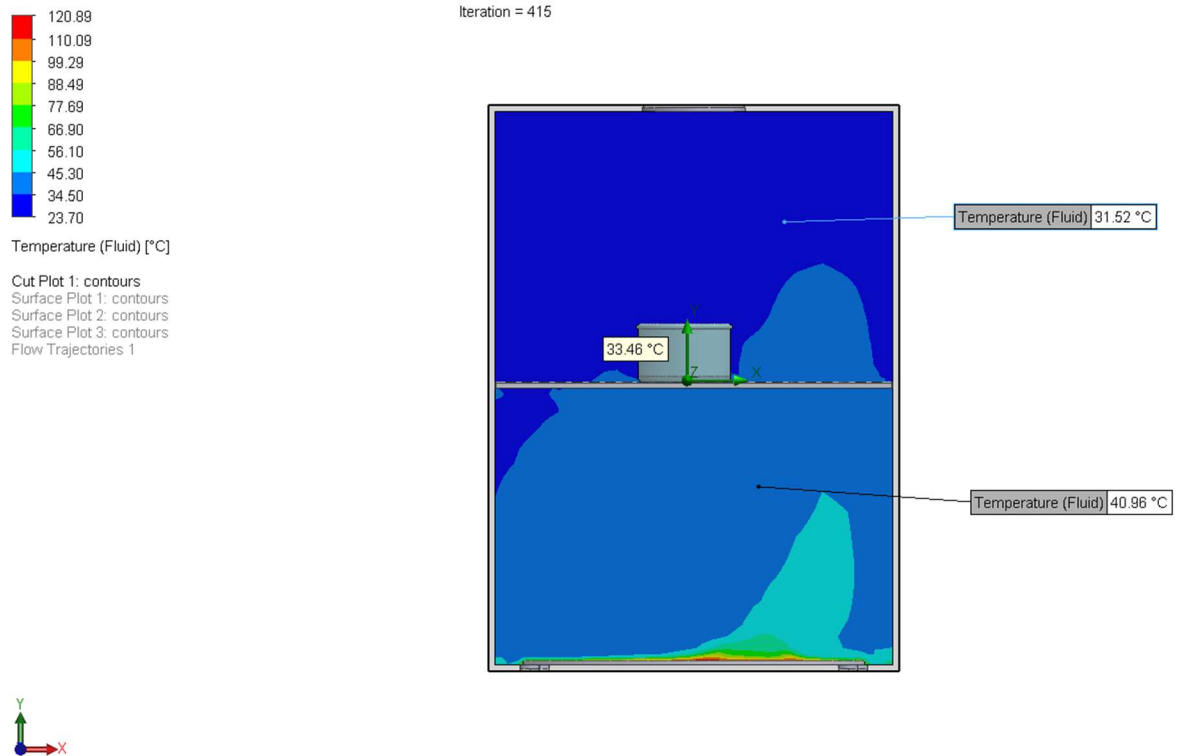 Iteration = 415
120.89
110.09
99.29
88.49
77.69
66.90
56.10
45.30
34.50
23.70
Temperature (Fluid) [°C]
Cut Plot 1: contours
Surface Plot 1: contours
Surface Plot 2: contours
Surface Plot 3: contours
Flow Trajectories 1
Temperature (Fluid) 31.52 °C
Y
33.46 °C
Z
X
Temperature (Fluid) 40.96 °C
Y
X